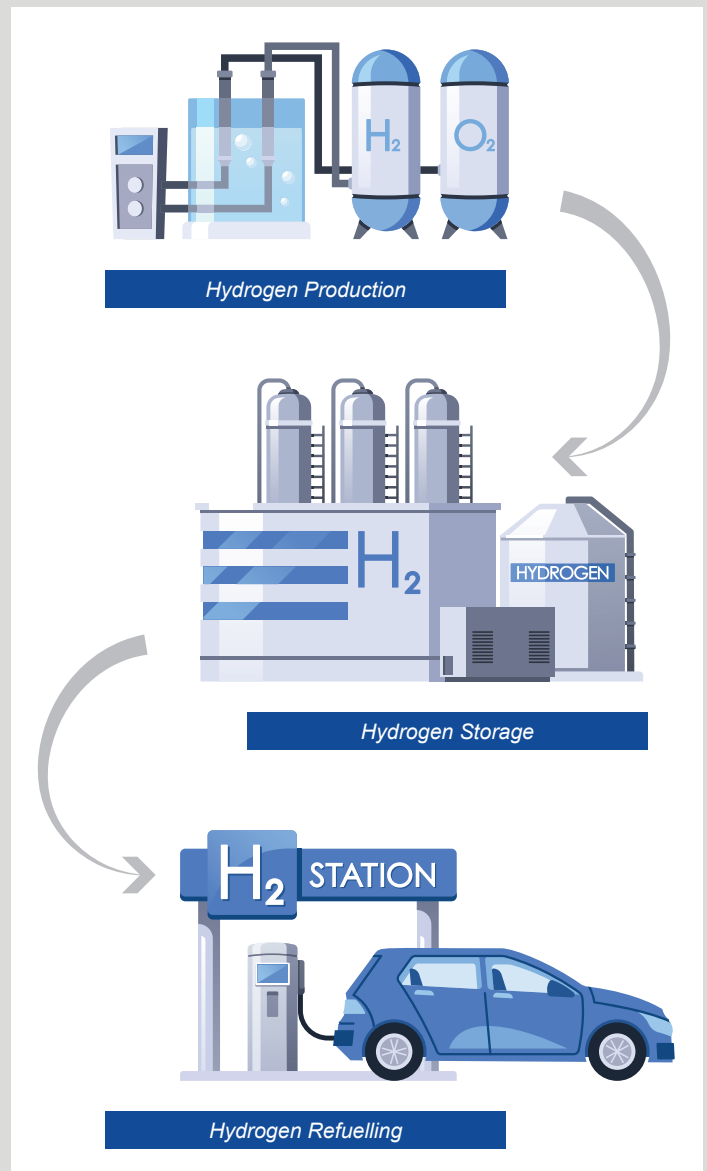 H₂
O₂
Hydrogen Production
H₂
HYDROGEN
Hydrogen Storage
H₂ STATION
Hydrogen Refuelling